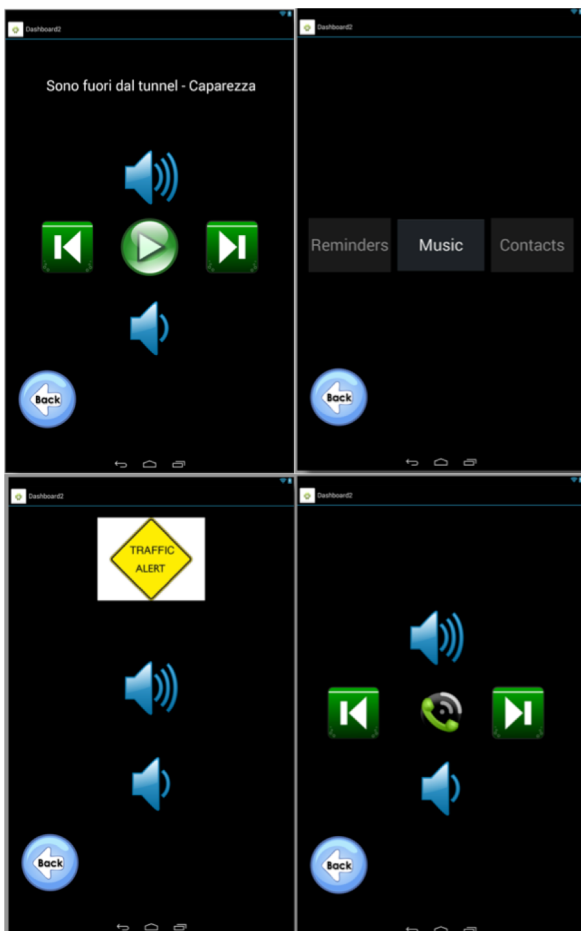 Dashboard2
Sono fuori dal tunnel - Caparezza
Back
Dashboard2
Reminders Music Contacts
Back
Dashboard2
TRAFFIC
ALERT
Back
Dashboard2
Back